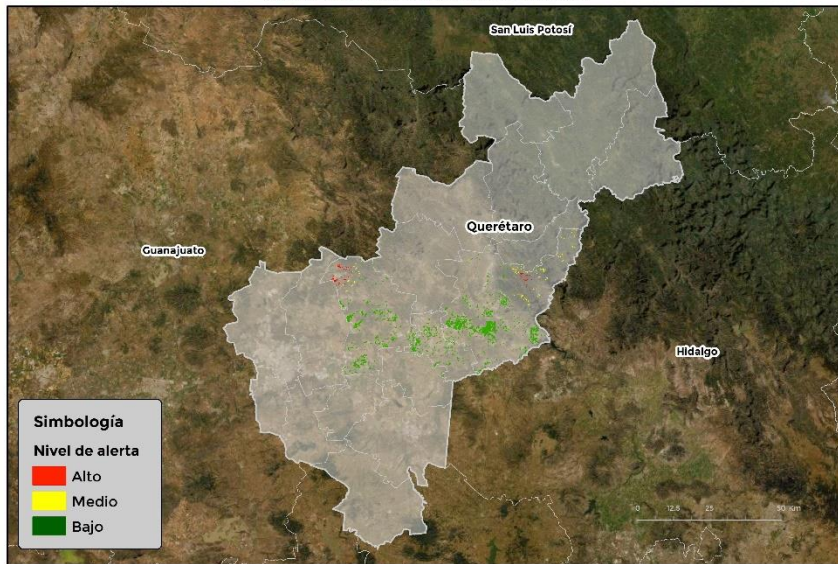 San Luis Potosí
Querétaro
Guanajuato
Hidalgo
Simbología
Nivel de alerta
Alto
Medio
Bajo
0 12.5 25 50 Km